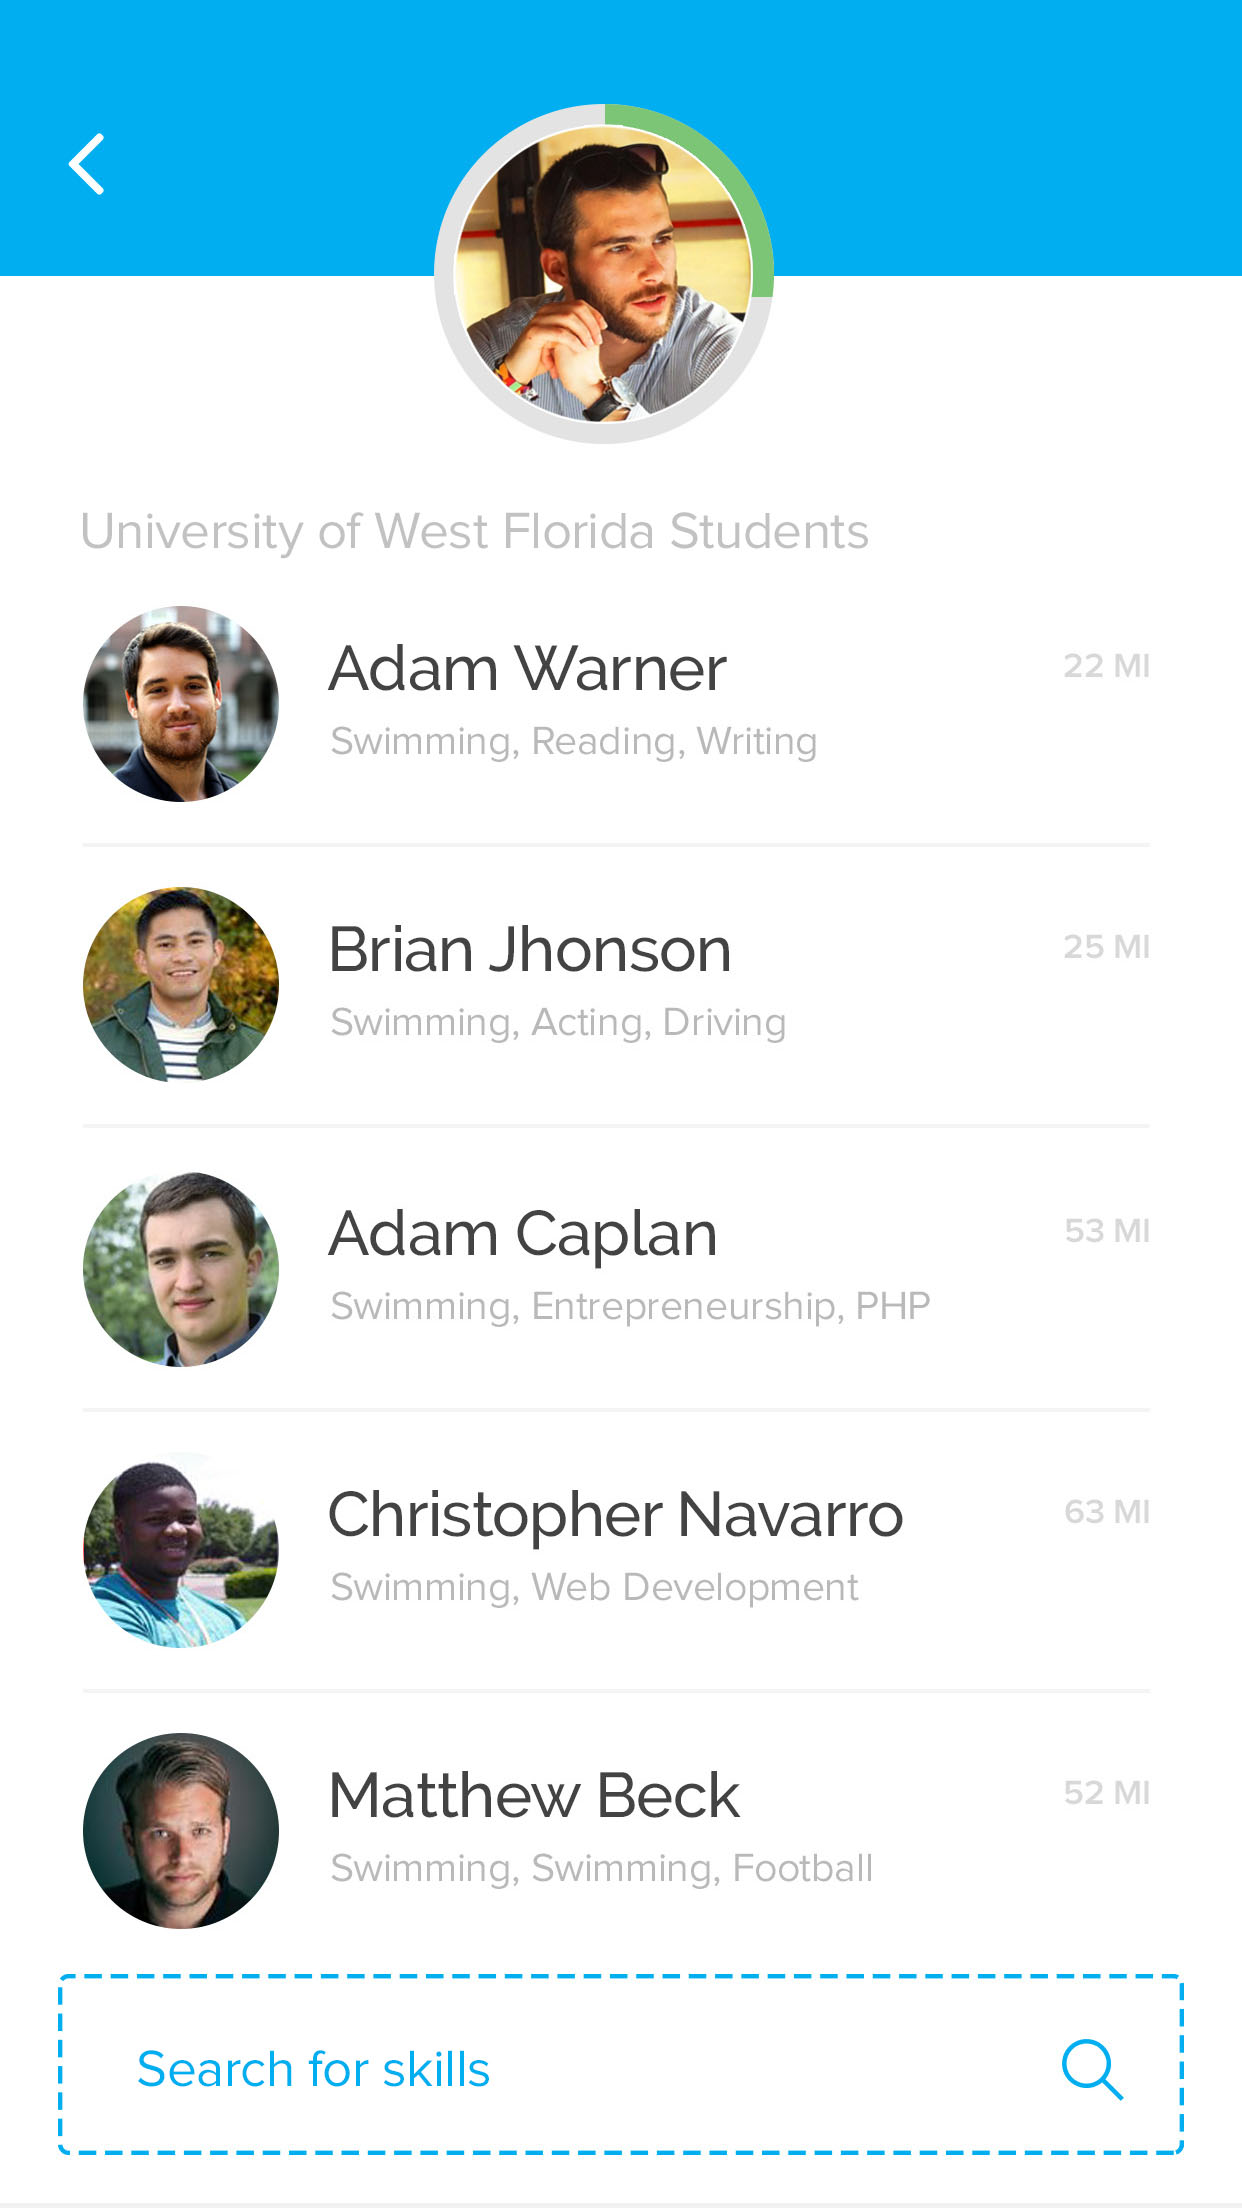 University of West Florida Students
Adam Warner
22 MI
Swimming, Reading, Writing
Brian Jhonson
25 MI
Swimming, Acting, Driving
Adam Caplan
53 MI
Swimming, Entrepreneurship, PHP
Christopher Navarro
63 MI
Swimming, Web Development
Matthew Beck
52 MI
Swimming, Swimming, Football
Search for skills